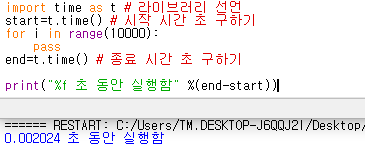 import time as t # 라이브러리 선언
start=t.time() # 시작 시간 초 구하기
for i in range(10000):
    pass
end=t.time() # 종료 시간 초 구하기
print("%f 초 동안 실행함" %(end-start))
====== RESTART: C:/Users/TM.DESKTOP-J6QQJ2I/Desktop/
0.002024 초 동안 실행함